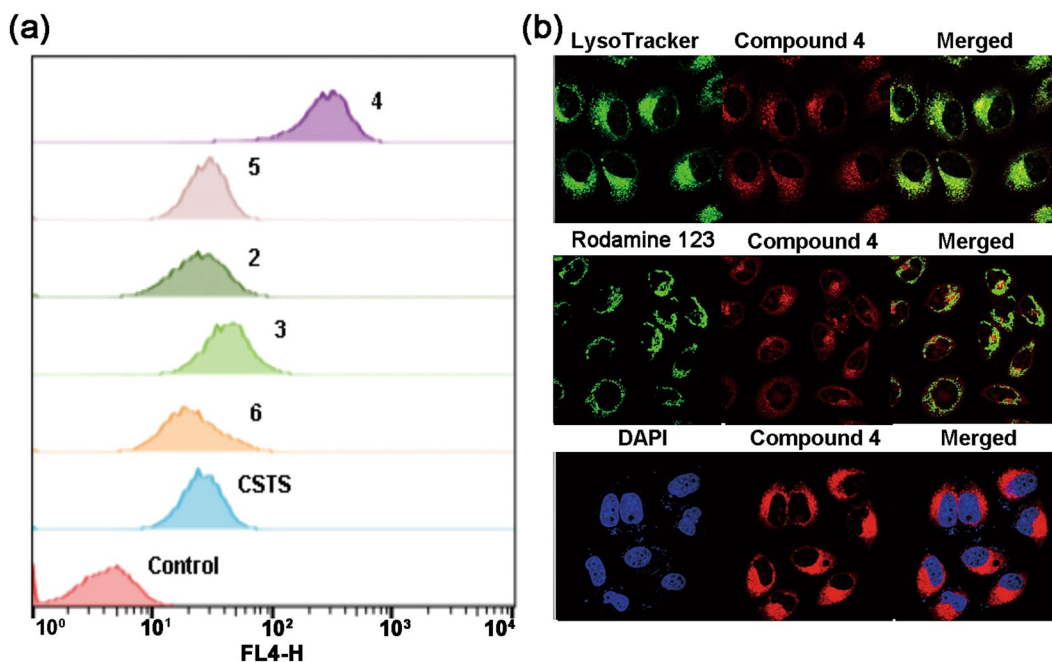 (a)
4
5
2
3
6
CSTS
Control
10⁰ 10¹ 10² 10³ 10⁴
FL4-H
(b)
LysoTracker Compound 4 Merged
Rodamine 123 Compound 4 Merged
DAPI Compound 4 Merged